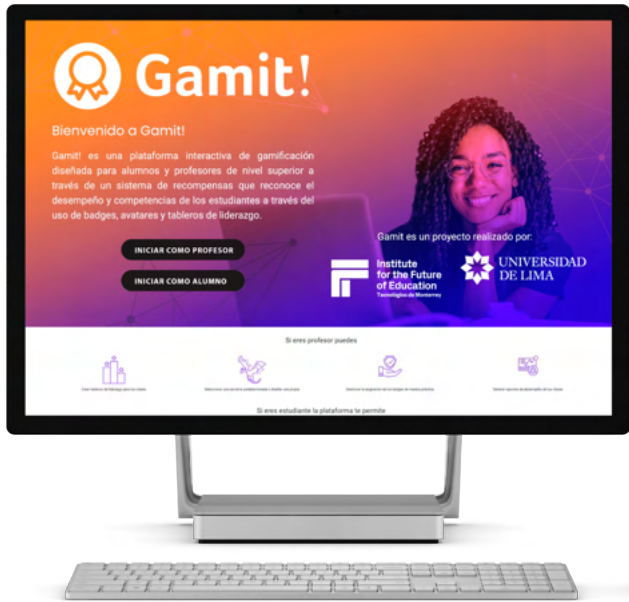 Gamit!
Bienvenido a Gamit!
Gamit! es una plataforma interactiva de gamificación
diseñada para alumnos y profesores de nivel superior a
través de un sistema de recompensas que reconoce el
desempeño y competencias de los estudiantes a través del
uso de badges, avatares y tableros de liderazgo.
INICIAR COMO PROFESOR
INICIAR COMO ALUMNO
Gamit es un proyecto realizado por:
Institute
for the Future
of Education
Tecnológico de Monterrey
UNIVERSIDAD
DE LIMA
Si eres profesor puedes
Si eres estudiante la plataforma te permite